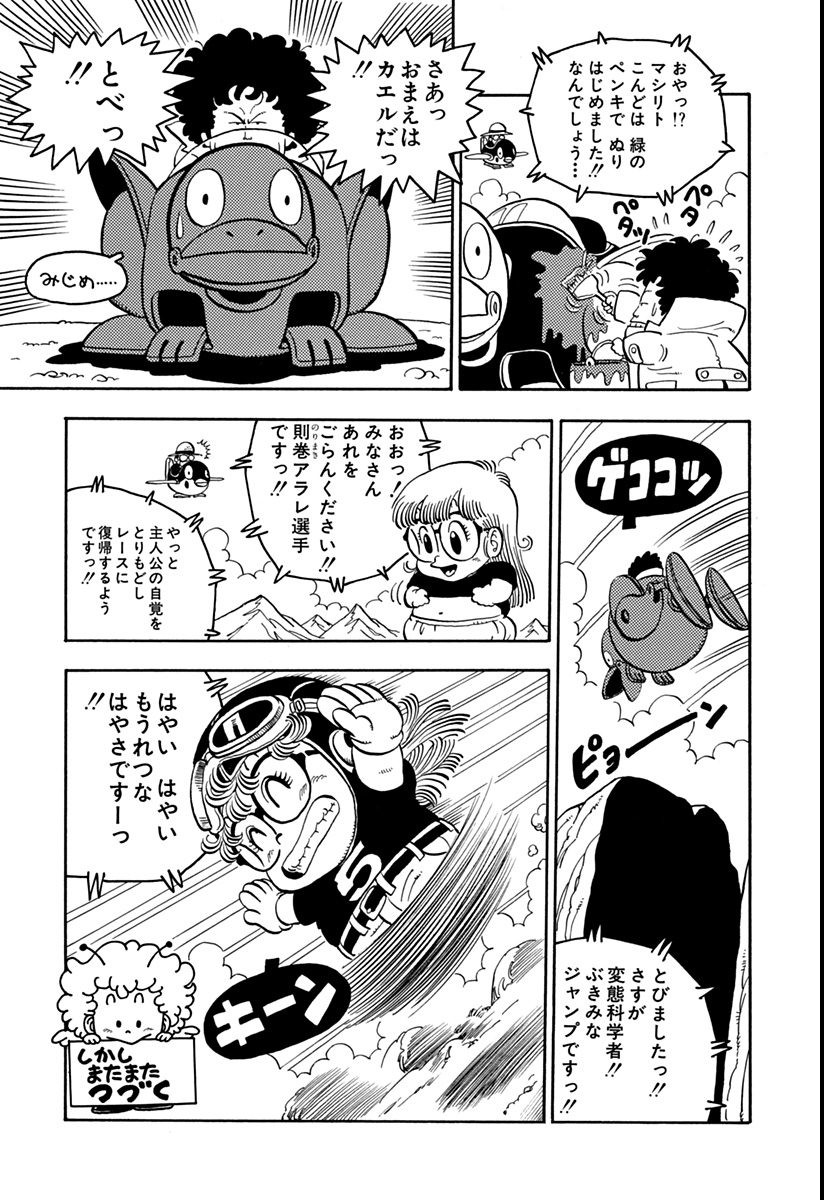 おやっ!?
マシリト
こんどは 緑の
ペンキで ぬり
はじめました!!
なんでしょう…
ペタ
ペタッ
さあっ
おまえは
カエルだっ
とべっ
!!
みじめ……
ゲココッ
ピョーーン
とびましたっ!!
さすが
変態科学者!!
ぶきみな
ジャンプですっ!!
おおっ!
みなさん
あれを
ごらんください!!
則巻アラレ選手
のりまき
ですっ!!
やっと
主人公の自覚を
とりもどし
レースに
復帰するよう
ですっ!!
はやい はやい
もうれつな
はやさですーっ
!!
5
キーン
しかし
またまた
つづく